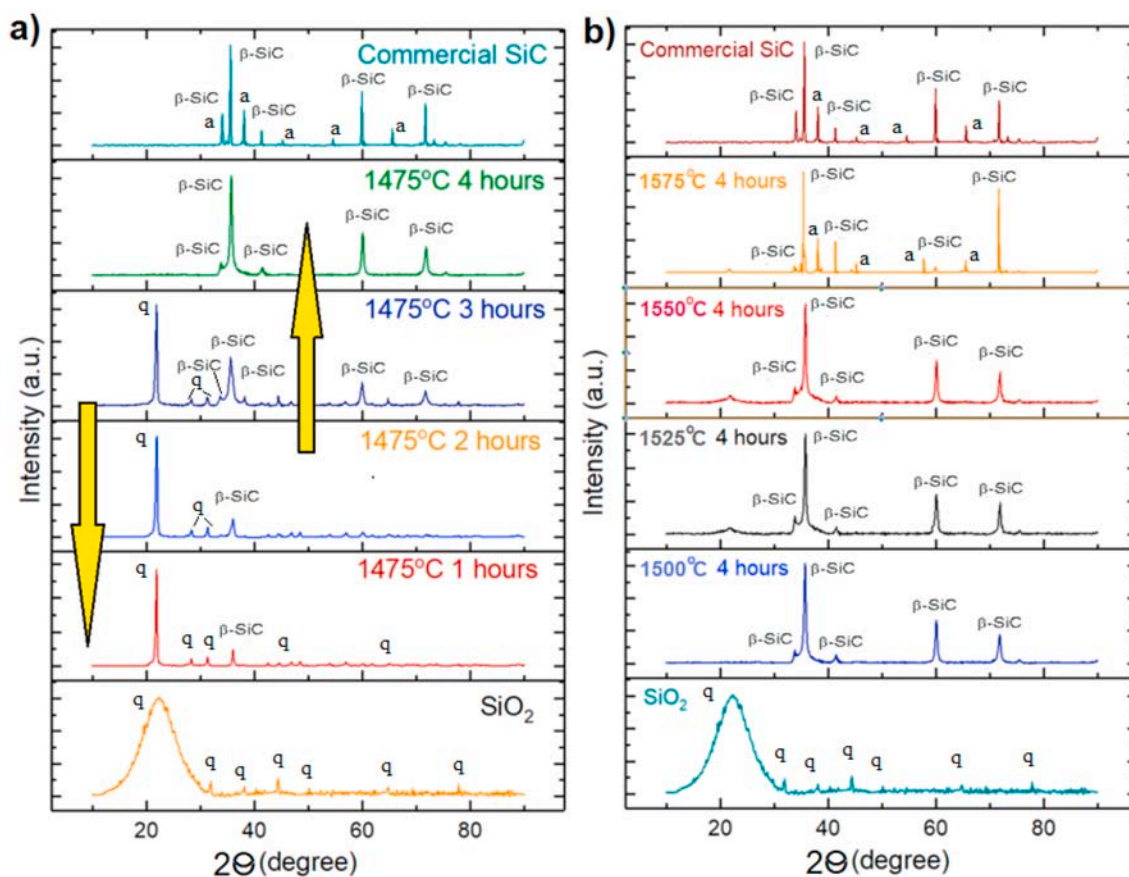 a)
Commercial SiC
β-SiC
β-SiC
a
a
β-SiC
a
a
β-SiC
a
β-SiC
1475°C 4 hours
β-SiC
β-SiC
β-SiC
β-SiC
β-SiC
1475°C 3 hours
q
β-SiC
β-SiC
q
β-SiC
β-SiC
β-SiC
1475°C 2 hours
q
q
β-SiC
1475°C 1 hours
q
q
q
β-SiC
q
q
SiO2
q
q
q
q
q
q
q
Intensity (a.u.)
20
40
60
80
2Θ (degree)
b)
Commercial SiC
β-SiC
β-SiC
a
β-SiC
a
a
β-SiC
a
β-SiC
1575°C 4 hours
β-SiC
β-SiC
a
β-SiC
a
a
β-SiC
a
β-SiC
1550°C 4 hours
β-SiC
β-SiC
β-SiC
β-SiC
β-SiC
1525°C 4 hours
β-SiC
β-SiC
β-SiC
β-SiC
β-SiC
1500°C 4 hours
β-SiC
β-SiC
β-SiC
β-SiC
β-SiC
SiO2
q
q
q
q
q
q
q
Intensity (a.u.)
20
40
60
80
2Θ (degree)